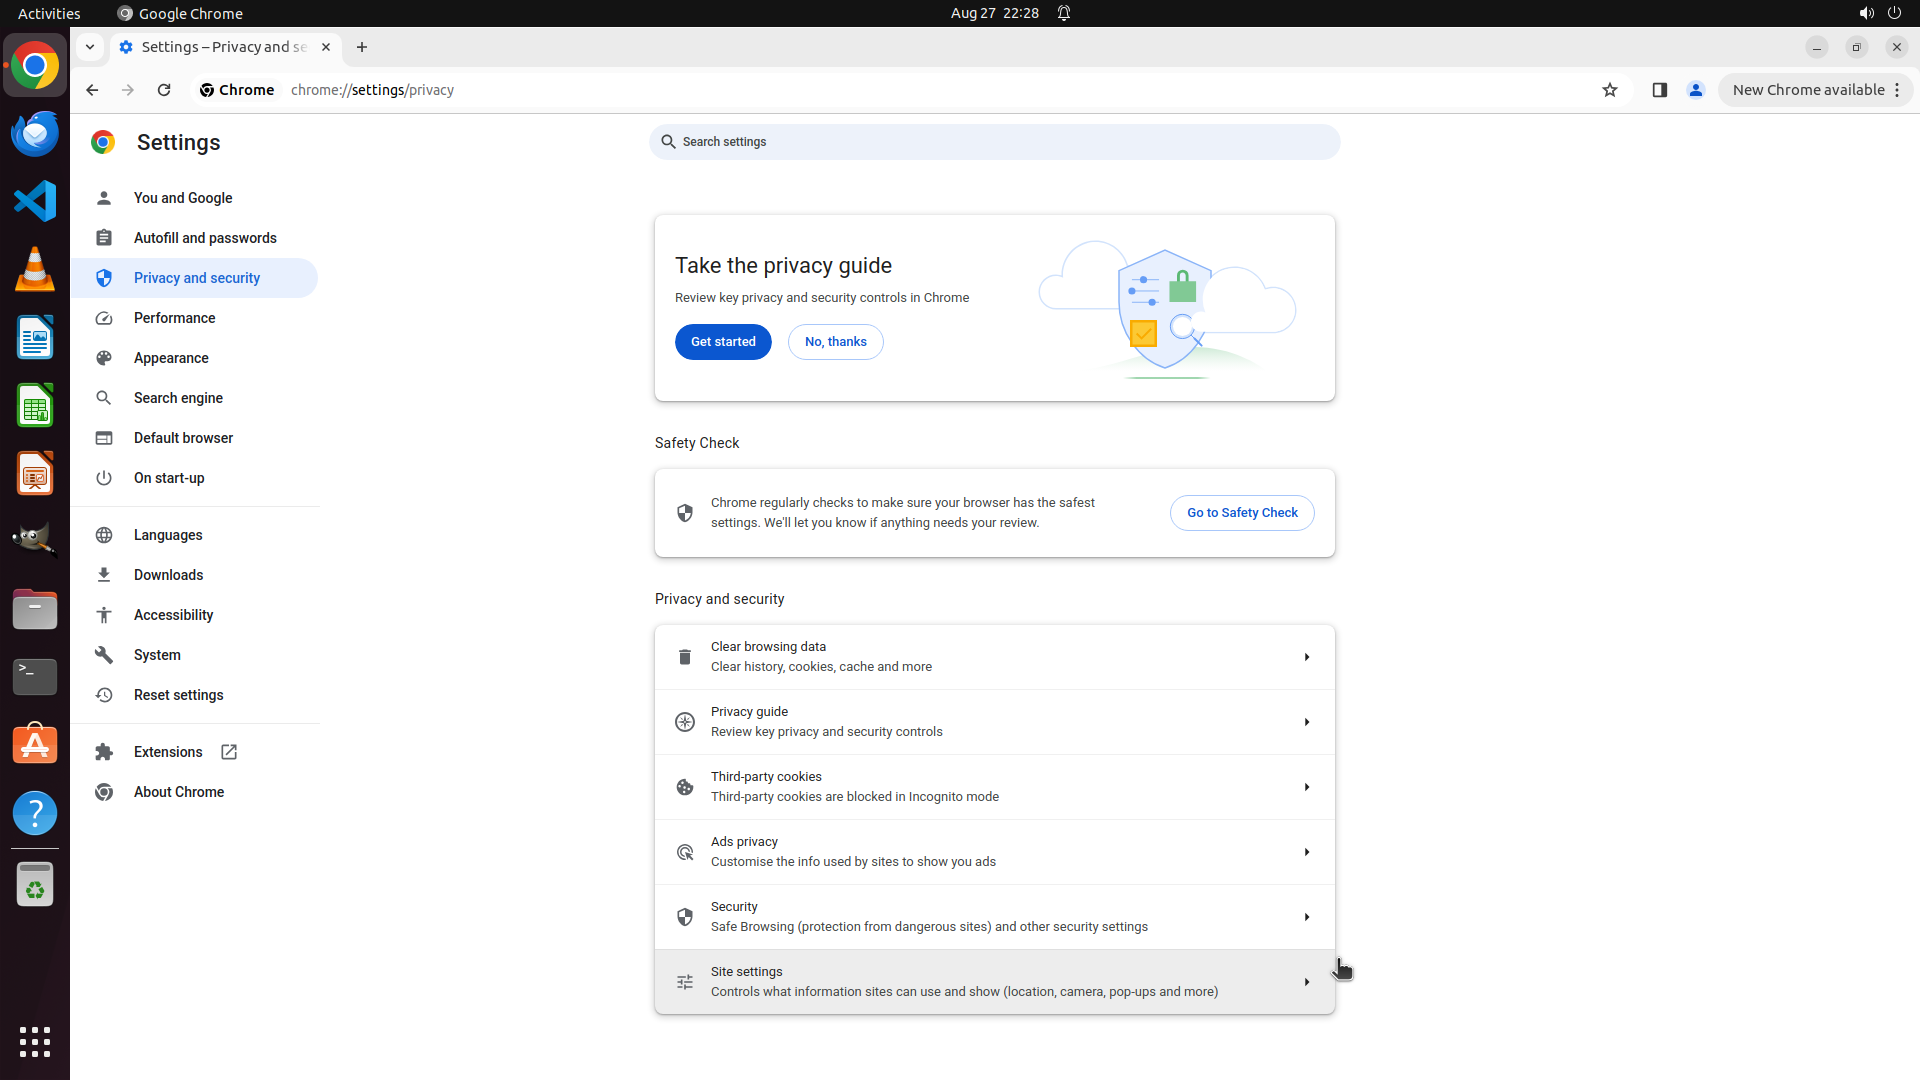 Activities
Google Chrome
Aug 27 22:28
Settings – Privacy and se
Chrome
chrome://settings/privacy
New Chrome available
Settings
Search settings
You and Google
Autofill and passwords
Privacy and security
Performance
Appearance
Search engine
Default browser
On start-up
Languages
Downloads
Accessibility
System
Reset settings
Extensions
About Chrome
Take the privacy guide
Review key privacy and security controls in Chrome
Get started
No, thanks
Safety Check
Chrome regularly checks to make sure your browser has the safest
settings. We'll let you know if anything needs your review.
Go to Safety Check
Privacy and security
Clear browsing data
Clear history, cookies, cache and more
Privacy guide
Review key privacy and security controls
Third-party cookies
Third-party cookies are blocked in Incognito mode
Ads privacy
Customise the info used by sites to show you ads
Security
Safe Browsing (protection from dangerous sites) and other security settings
Site settings
Controls what information sites can use and show (location, camera, pop-ups and more)